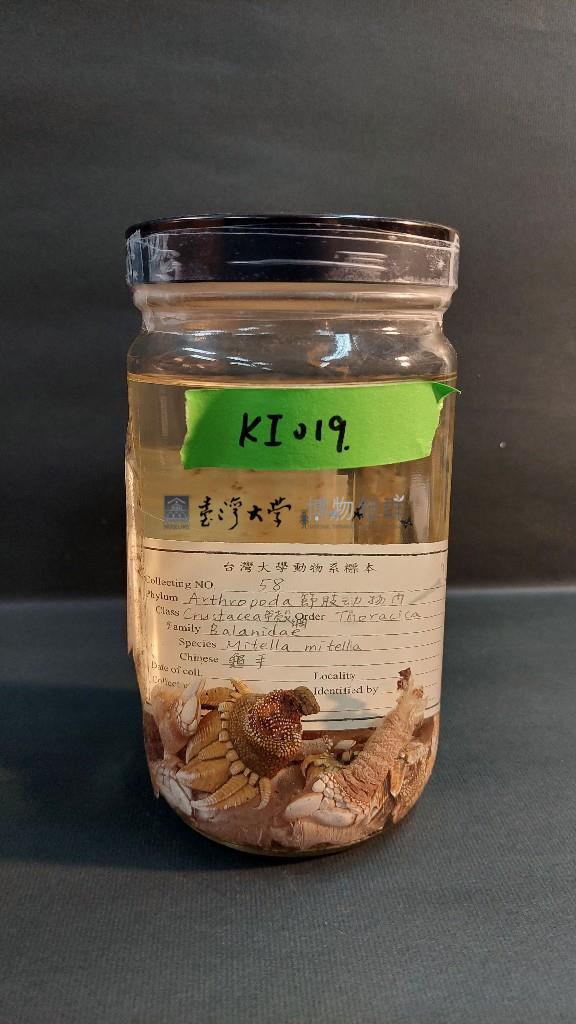 KI019.
臺灣大學 博物館群
MUSEUMS
台灣大學動物系標本
Collecting NO 58
Phylum Arthropoda 節肢动物門
Class Crustacea 甲殼綱 Order Thoracica
Family Balanidae
Species Mitella mitella
Chinese 龜手
Date of coll. Locality
Identified by